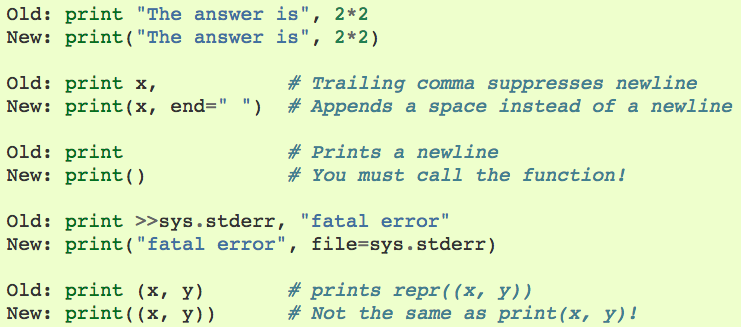 Old: print "The answer is", 2*2
New: print("The answer is", 2*2)
Old: print x,           # Trailing comma suppresses newline
New: print(x, end=" ")  # Appends a space instead of a newline
Old: print              # Prints a newline
New: print()            # You must call the function!
Old: print >>sys.stderr, "fatal error"
New: print("fatal error", file=sys.stderr)
Old: print (x, y)       # prints repr((x, y))
New: print((x, y))      # Not the same as print(x, y)!